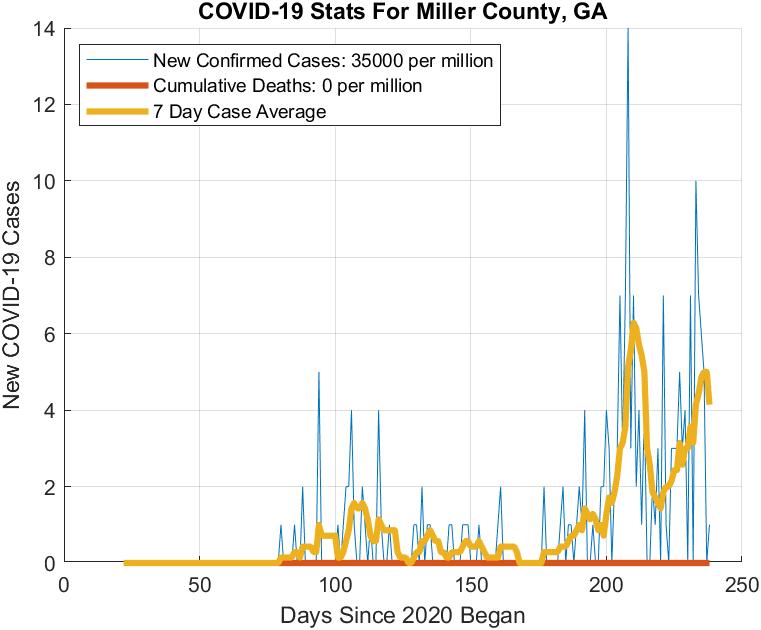 COVID-19 Stats For Miller County, GA
New Confirmed Cases: 35000 per million
Cumulative Deaths: 0 per million
7 Day Case Average
New COVID-19 Cases
14
12
10
8
6
4
2
0
0 50 100 150 200 250
Days Since 2020 Began